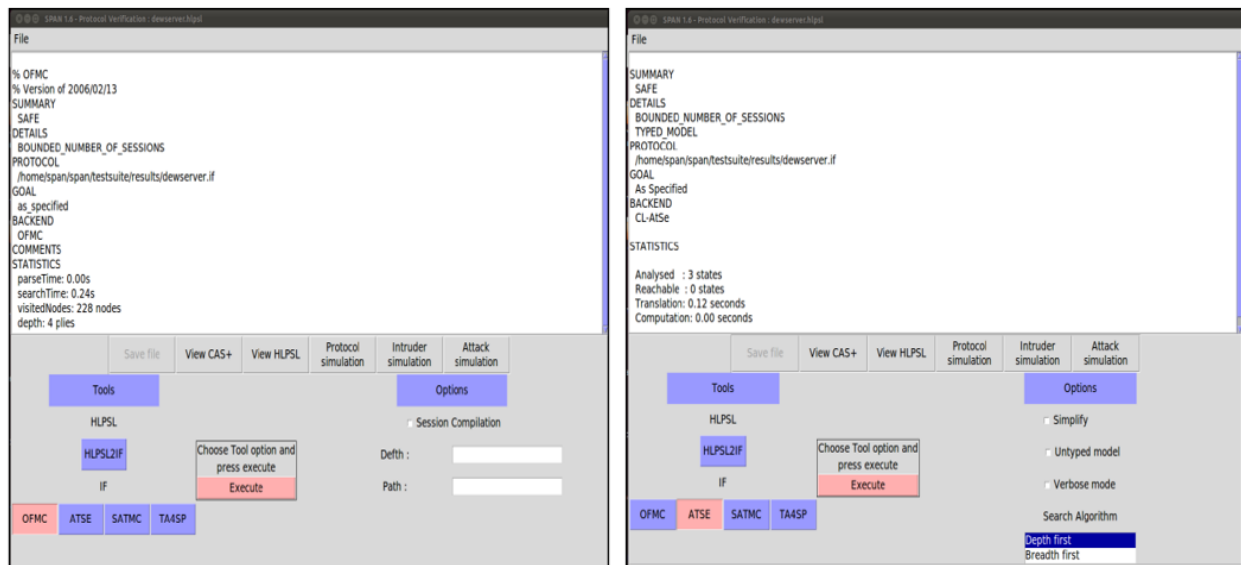 SPAN 1.6 - Protocol Verification : dewserver.hlpsl
File
% OFMC
% Version of 2006/02/13
SUMMARY
SAFE
DETAILS
BOUNDED_NUMBER_OF_SESSIONS
PROTOCOL
/home/span/span/testsuite/results/dewserver.if
GOAL
as_specified
BACKEND
OFMC
COMMENTS
STATISTICS
parseTime: 0.00s
searchTime: 0.24s
visitedNodes: 228 nodes
depth: 4 plies
Save file
View CAS+
View HLPSL
Protocol
simulation
Intruder
simulation
Attack
simulation
Tools
Options
HLPSL
Session Compilation
HLPSL2IF
Choose Tool option and
press execute
Execute
Defth :
IF
Path :
OFMC
ATSE
SATMC
TA4SP
SPAN 1.6 - Protocol Verification : dewserver.hlpsl
File
SUMMARY
SAFE
DETAILS
BOUNDED_NUMBER_OF_SESSIONS
TYPED_MODEL
PROTOCOL
/home/span/span/testsuite/results/dewserver.if
GOAL
As Specified
BACKEND
CL-AtSe
STATISTICS
Analysed : 3 states
Reachable : 0 states
Translation: 0.12 seconds
Computation: 0.00 seconds
Save file
View CAS+
View HLPSL
Protocol
simulation
Intruder
simulation
Attack
simulation
Tools
Options
HLPSL
Simplify
HLPSL2IF
Choose Tool option and
press execute
Execute
Untyped model
IF
Verbose mode
OFMC
ATSE
SATMC
TA4SP
Search Algorithm
Depth first
Breadth first